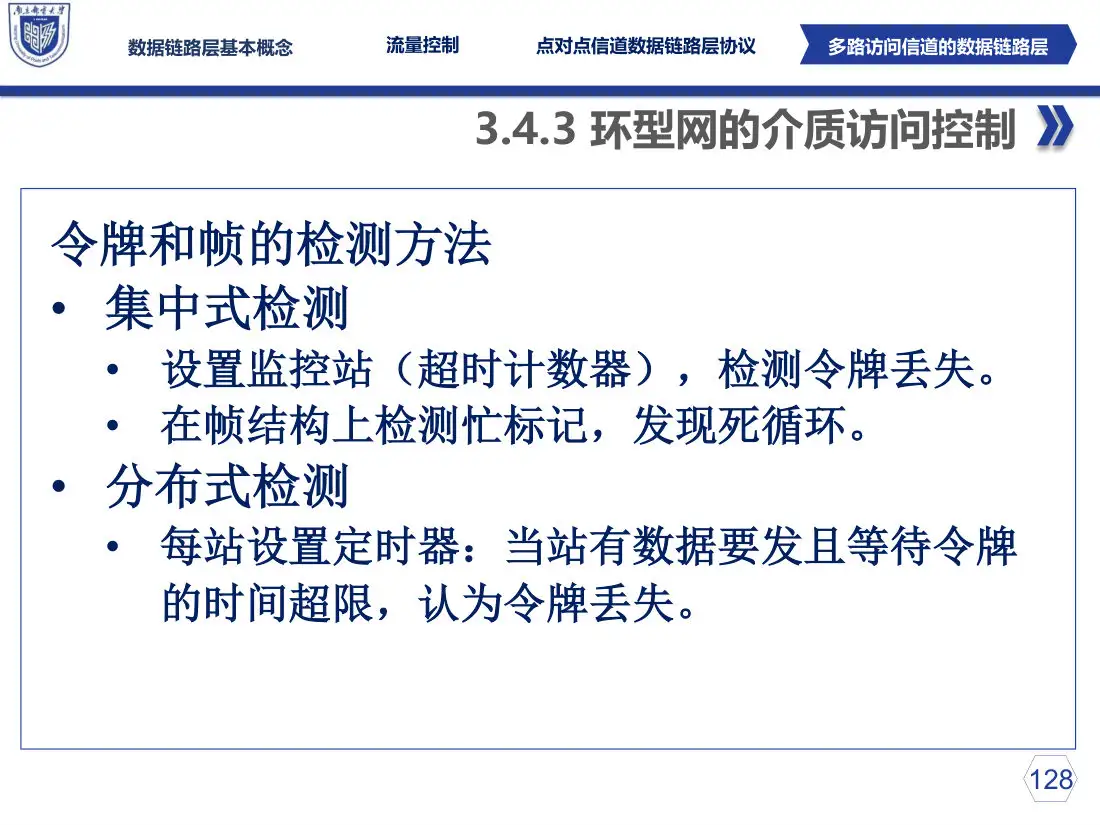 南京邮电大学
数据链路层基本概念
流量控制
点对点信道数据链路层协议
多路访问信道的数据链路层
3.4.3 环型网的介质访问控制
令牌和帧的检测方法
• 集中式检测
• 设置监控站（超时计数器），检测令牌丢失。
• 在帧结构上检测忙标记，发现死循环。
• 分布式检测
• 每站设置定时器：当站有数据要发且等待令牌
的时间超限，认为令牌丢失。
128